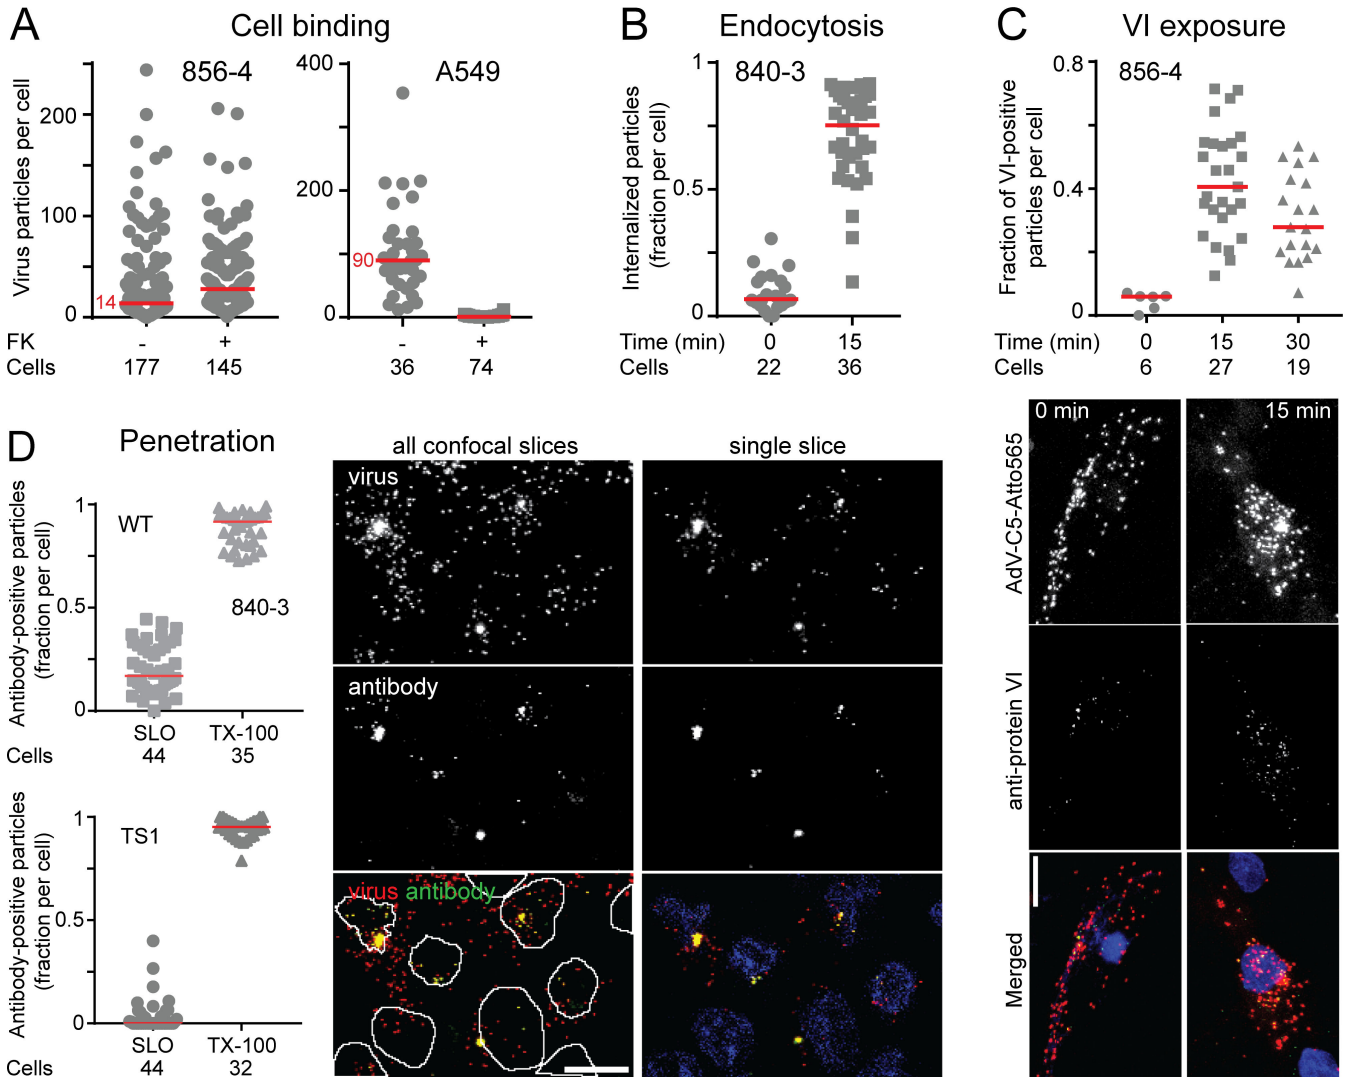 A
Cell binding
Virus particles per cell
856-4
200
100
0
14
A549
400
200
0
90
FK - + - +
Cells 177 145 36 74
B
Endocytosis
Internalized particles
(fraction per cell)
840-3
1
0.5
0
Time (min) 0 15
Cells 22 36
C
VI exposure
Fraction of VI-positive
particles per cell
856-4
0.8
0.4
0
Time (min) 0 15 30
Cells 6 27 19
0 min
15 min
AdV-C5-Atto565
anti-protein VI
Merged
D
Penetration
Antibody-positive particles
(fraction per cell)
WT
840-3
1
0.5
0
SLO TX-100
Cells 44 35
Antibody-positive particles
(fraction per cell)
TS1
1
0.5
0
SLO TX-100
Cells 44 32
all confocal slices
single slice
virus
antibody
virus antibody